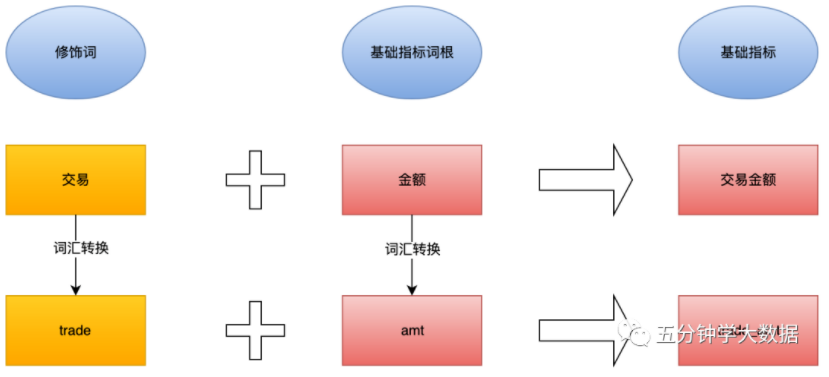 修饰词
基础指标词根
基础指标
交易
金额
交易金额
词汇转换
词汇转换
trade
amt
五分钟学大数据